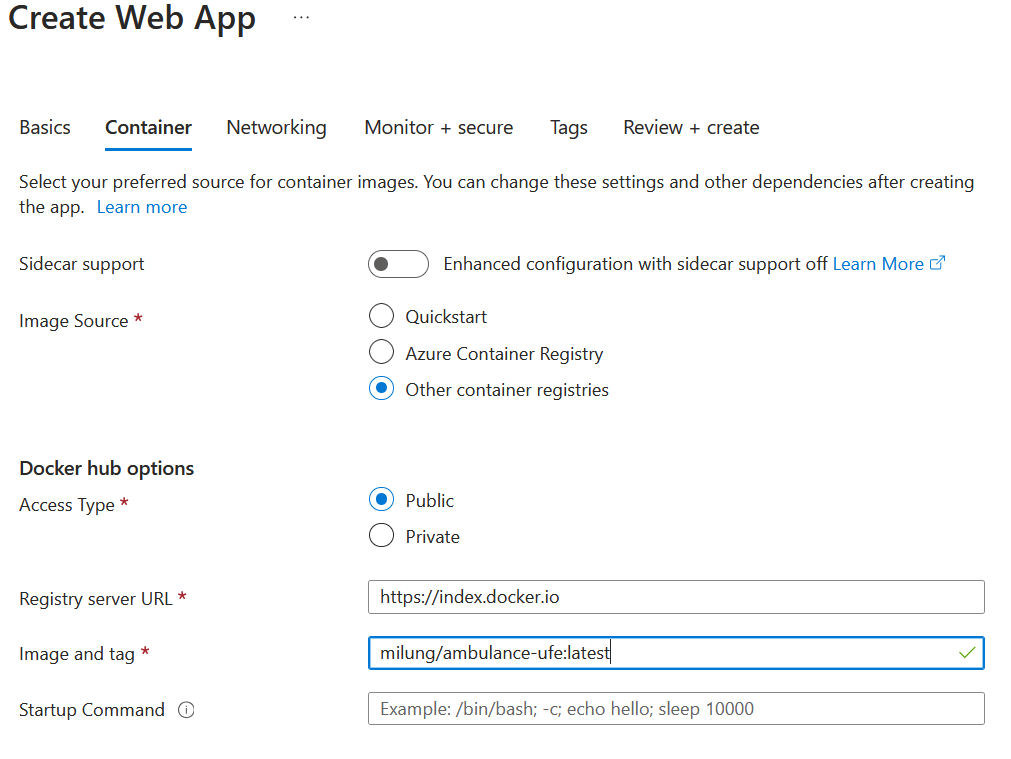 Create Web App ...
Basics Container Networking Monitor + secure Tags Review + create
Select your preferred source for container images. You can change these settings and other dependencies after creating
the app. Learn more
Sidecar support Enhanced configuration with sidecar support off Learn More
Image Source * Quickstart
Azure Container Registry
Other container registries
Docker hub options
Access Type * Public
Private
Registry server URL * https://index.docker.io
Image and tag * milung/ambulance-ufe:latest
Startup Command Example: /bin/bash; -c; echo hello; sleep 10000